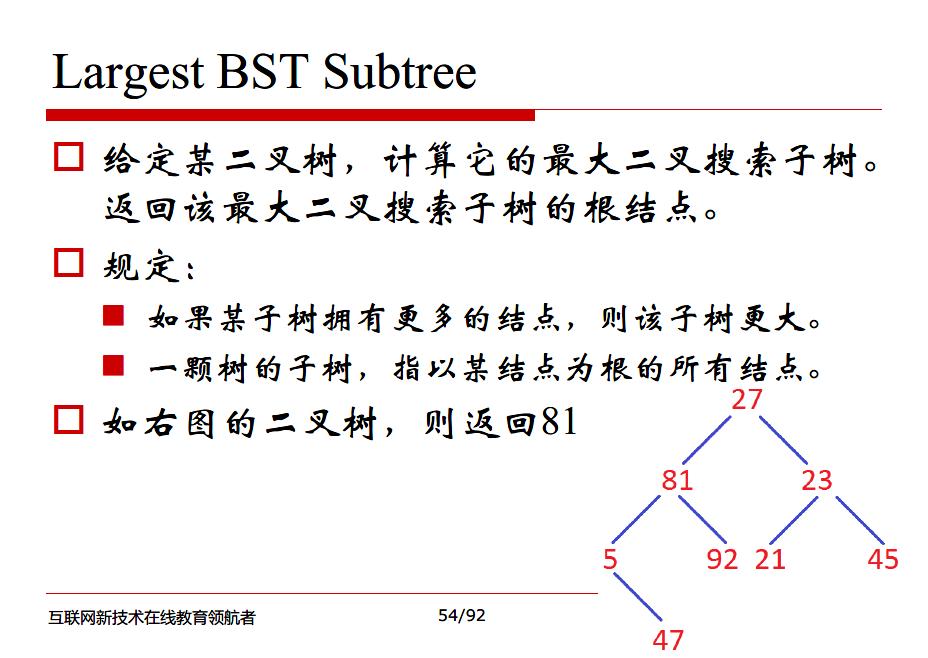 Largest BST Subtree
给定某二叉树，计算它的最大二叉搜索子树。
返回该最大二叉搜索子树的根结点。
规定：
如果某子树拥有更多的结点，则该子树更大。
一颗树的子树，指以某结点为根的所有结点。
如右图的二叉树，则返回81
27
81 23
5 92 21 45
47
互联网新技术在线教育领航者
54/92